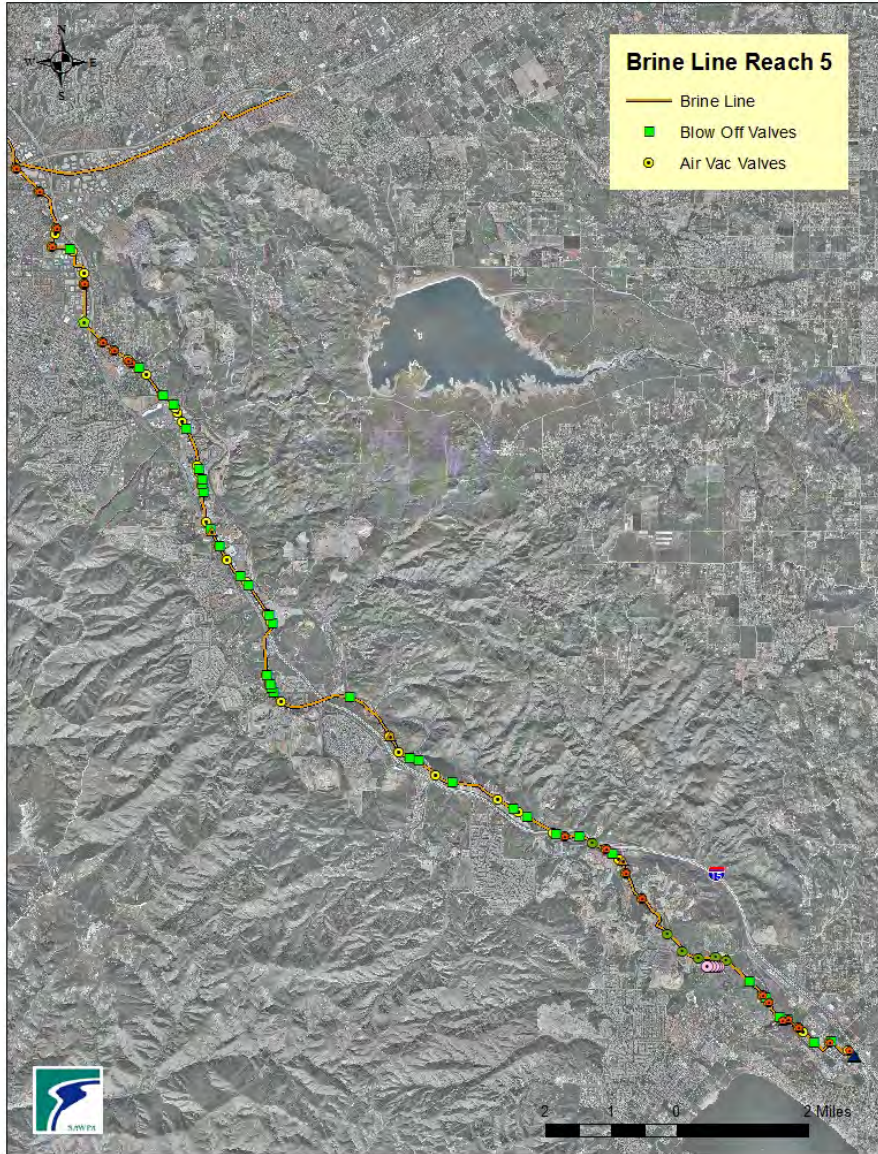 N
W E
S
Brine Line Reach 5
Brine Line
Blow Off Valves
Air Vac Valves
15
SAWPA
2 1 0 2 Miles